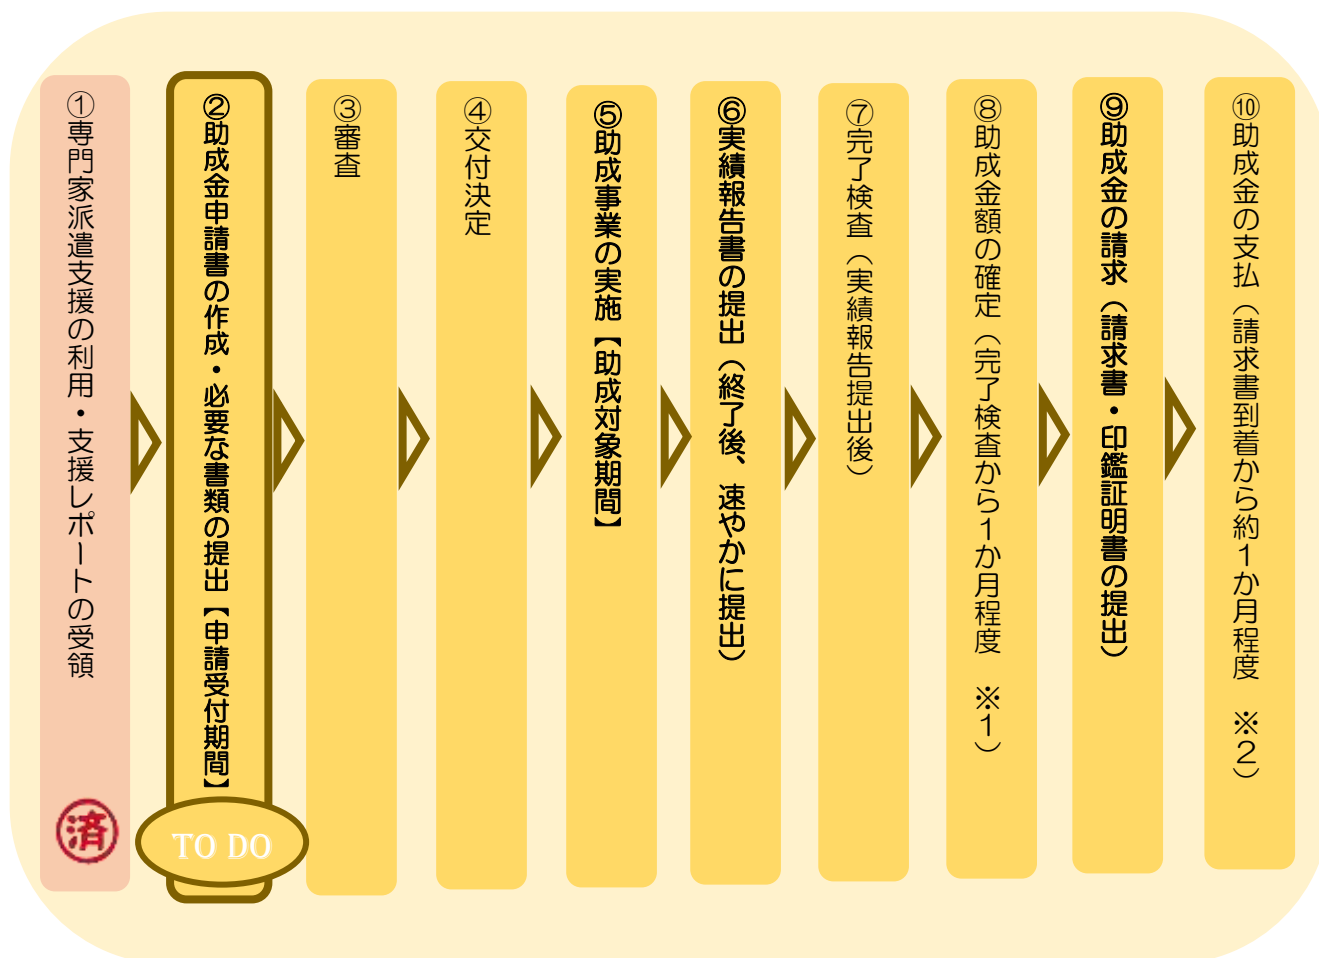 ①専門家派遣支援の利用・支援レポートの受領
済
②助成金申請書の作成・必要な書類の提出【申請受付期間】
TO DO
③審査
④交付決定
⑤助成事業の実施【助成対象期間】
⑥実績報告書の提出（終了後、速やかに提出）
⑦完了検査（実績報告提出後）
⑧助成金額の確定（完了検査から１か月程度　※１）
⑨助成金の請求（請求書・印鑑証明書の提出）
⑩助成金の支払（請求書到着から約１か月程度　※２）